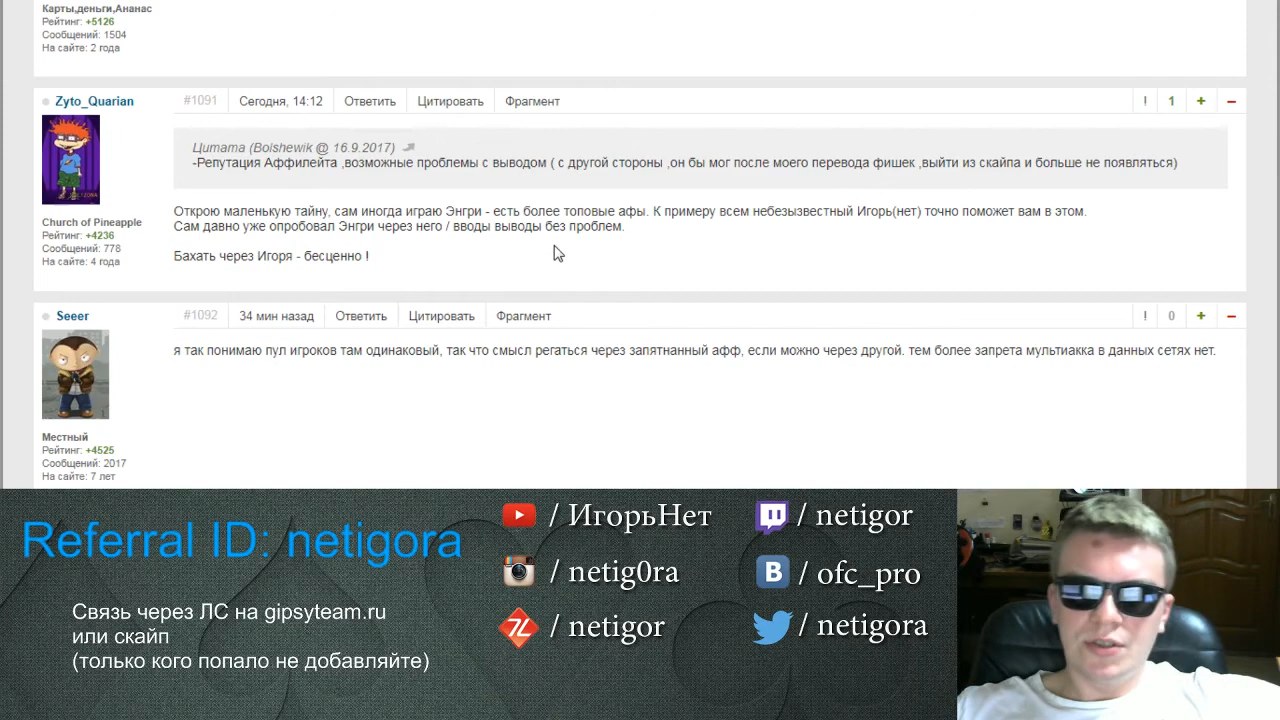 Карты,деньги,Ананас
Рейтинг: +5126
Сообщений: 1504
На сайте: 2 года
Zyto_Quarian
#1091
Сегодня, 14:12
Ответить
Цитировать
Фрагмент
! 1 + −
Цитата (Boishewik @ 16.9.2017)
-Репутация Аффилейта ,возможные проблемы с выводом ( с другой стороны ,он бы мог после моего перевода фишек ,выйти из скайпа и больше не появляться)
Church of Pineapple
Рейтинг: +4236
Сообщений: 778
На сайте: 4 года
Открою маленькую тайну, сам иногда играю Энгри - есть более топовые афы. К примеру всем небезызвестный Игорь(нет) точно поможет вам в этом.
Сам давно уже опробовал Энгри через него / вводы выводы без проблем.
Бахать через Игоря - бесценно !
Seeer
#1092
34 мин назад
Ответить
Цитировать
Фрагмент
! 0 + −
я так понимаю пул игроков там одинаковый, так что смысл регаться через запятнанный афф, если можно через другой. тем более запрета мультиакка в данных сетях нет.
Местный
Рейтинг: +4525
Сообщений: 2017
На сайте: 7 лет
Referral ID: netigora
Связь через ЛС на gipsyteam.ru
или скайп
(только кого попало не добавляйте)
/ ИгорьНет
/ netigor
/ netig0ra
В / ofc_pro
/ netigor
/ netigora